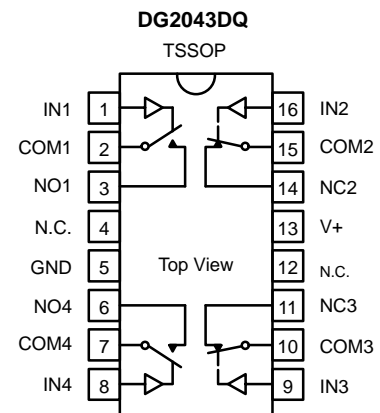 DG2043DQ
TSSOP
IN1 1 16 IN2
COM1 2 15 COM2
NO1 3 14 NC2
N.C. 4 13 V+
GND 5 Top View 12 N.C.
NO4 6 11 NC3
COM4 7 10 COM3
IN4 8 9 IN3